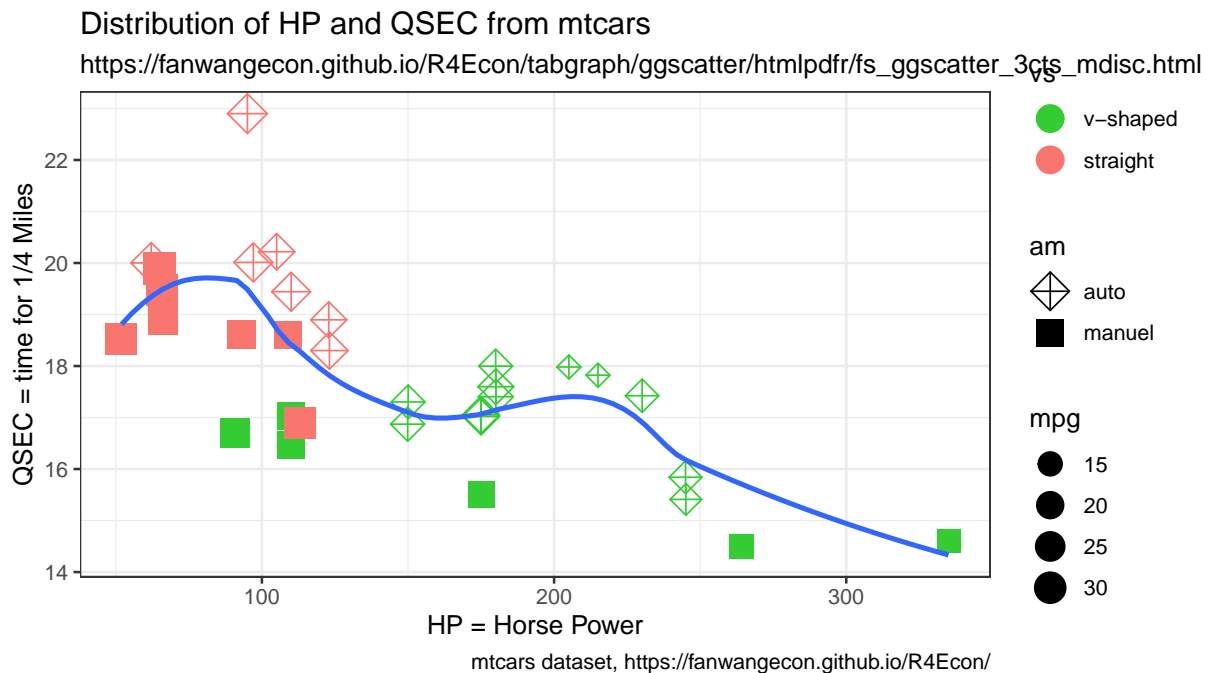 Distribution of HP and QSEC from mtcars
https://fanwangecon.github.io/R4Econ/tabgraph/ggscatter/htmlpdfr/fs_ggscatter_3cts_mdisc.html
vs
v−shaped
straight
am
auto
manuel
mpg
15
20
25
30
QSEC = time for 1/4 Miles
22
20
18
16
14
100
200
300
HP = Horse Power
mtcars dataset, https://fanwangecon.github.io/R4Econ/